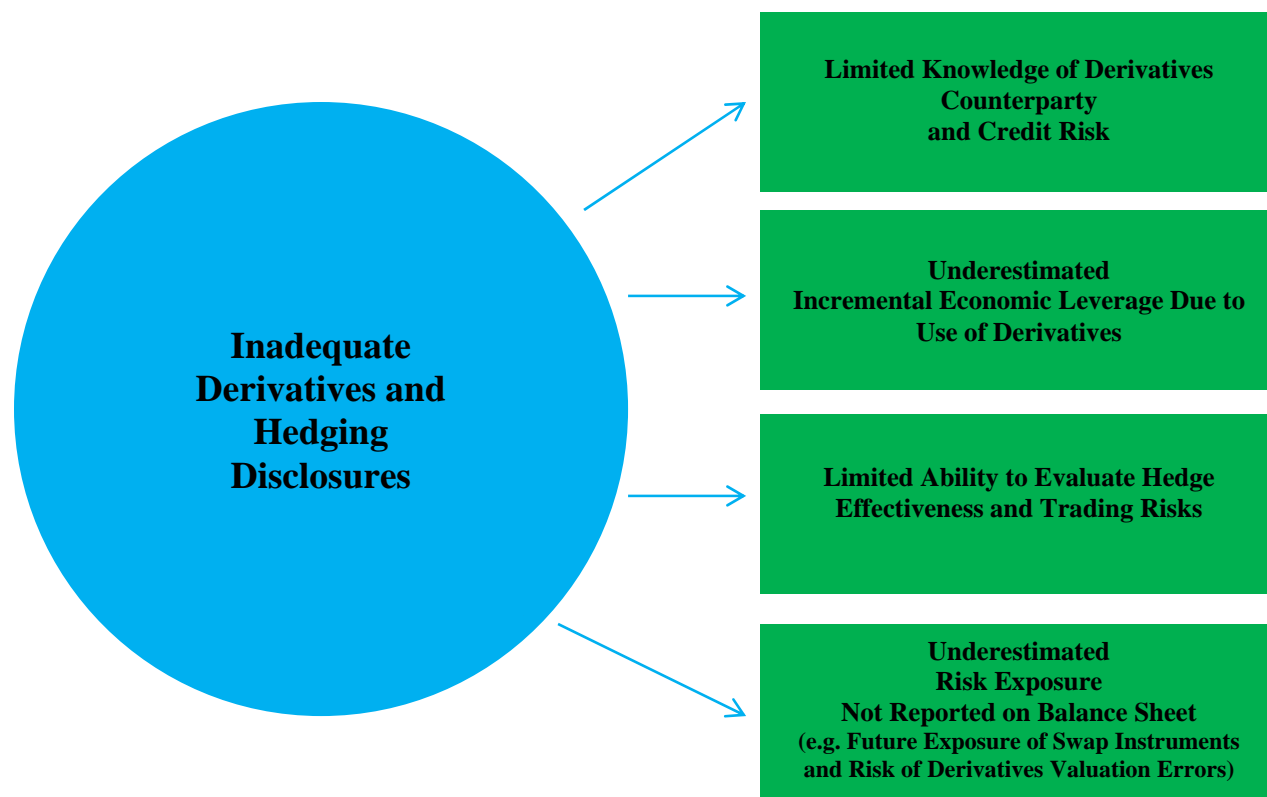 Inadequate
Derivatives and
Hedging
Disclosures
Limited Knowledge of Derivatives
Counterparty
and Credit Risk
Underestimated
Incremental Economic Leverage Due to
Use of Derivatives
Limited Ability to Evaluate Hedge
Effectiveness and Trading Risks
Underestimated
Risk Exposure
Not Reported on Balance Sheet
(e.g. Future Exposure of Swap Instruments
and Risk of Derivatives Valuation Errors)